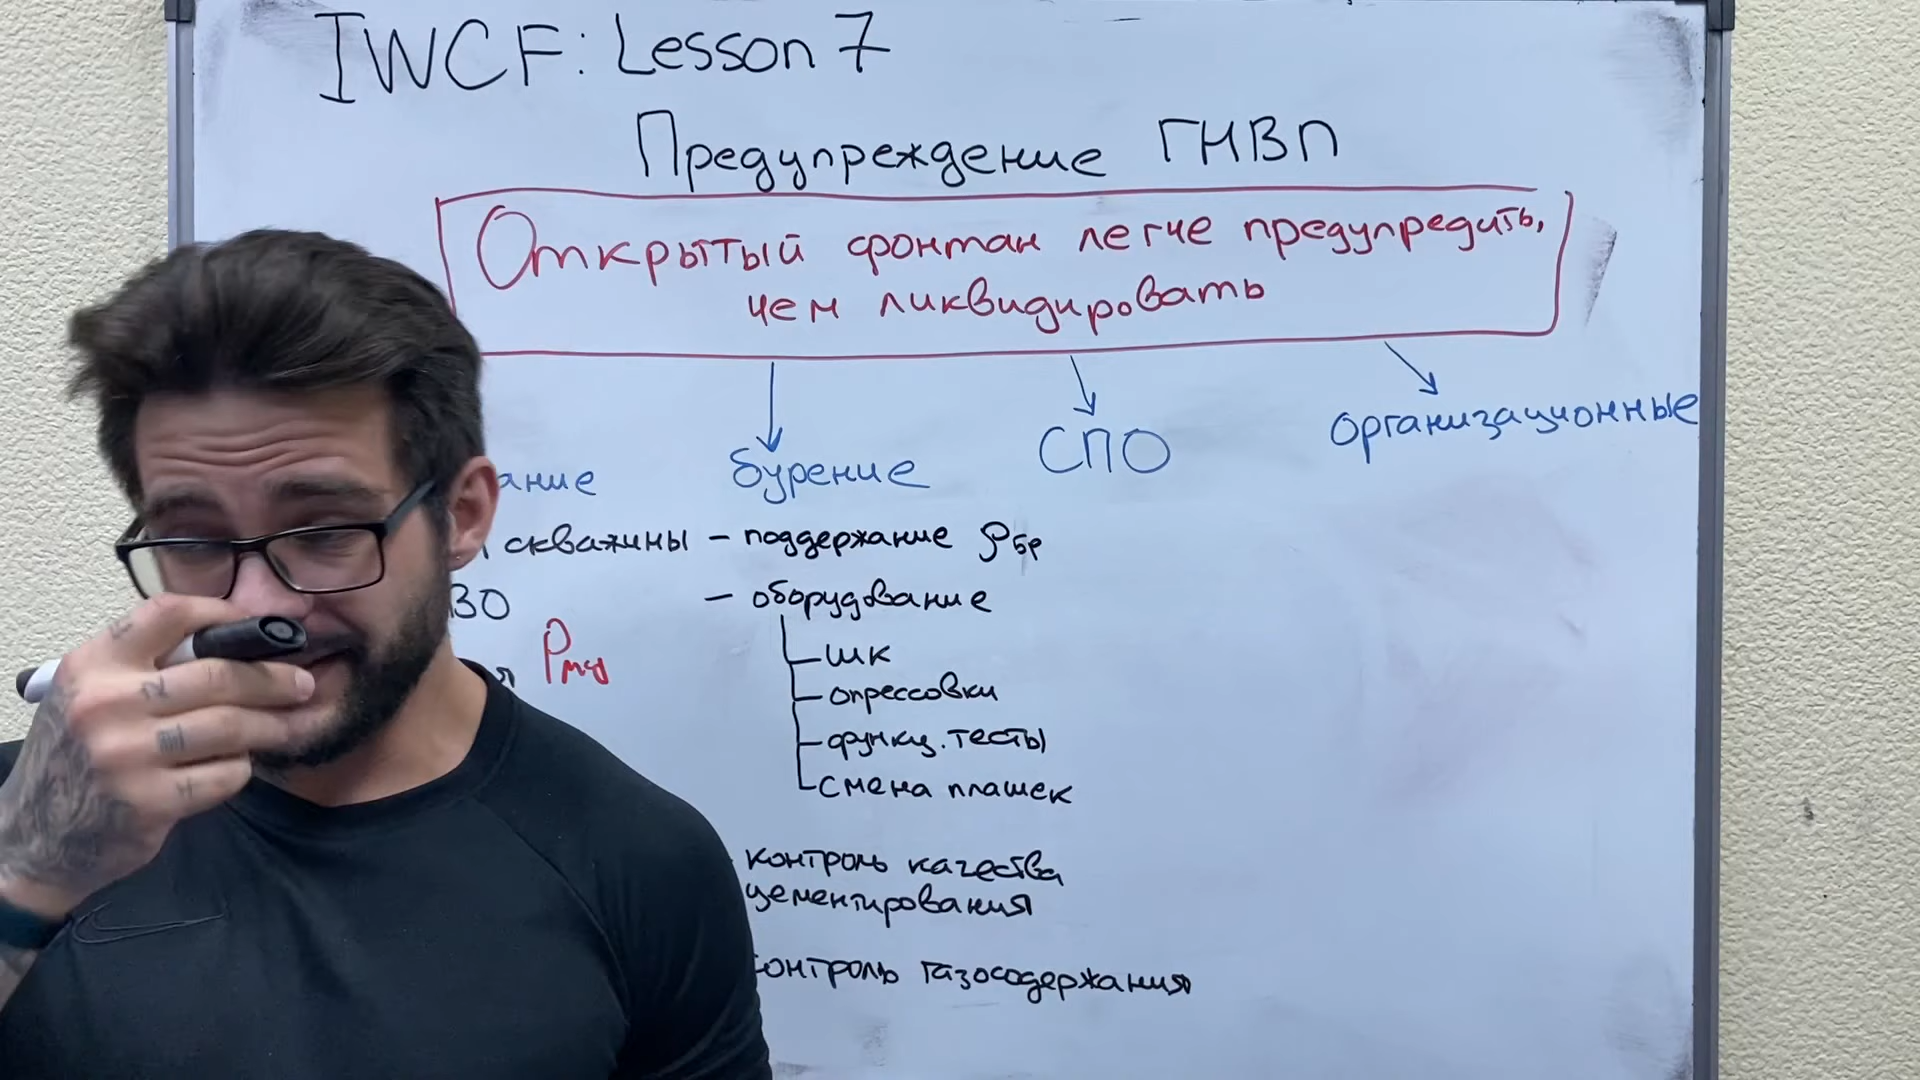 IWCF: Lesson 7
Предупреждение ГНВП
Открытый фонтан легче предупредить,
чем ликвидировать
бурение
СПО
организационные
скважины
– поддержание ρбр
– оборудование
шк
опрессовки
функц. тесты
смена плашек
контроль качества
цементирования
контроль газосодержания